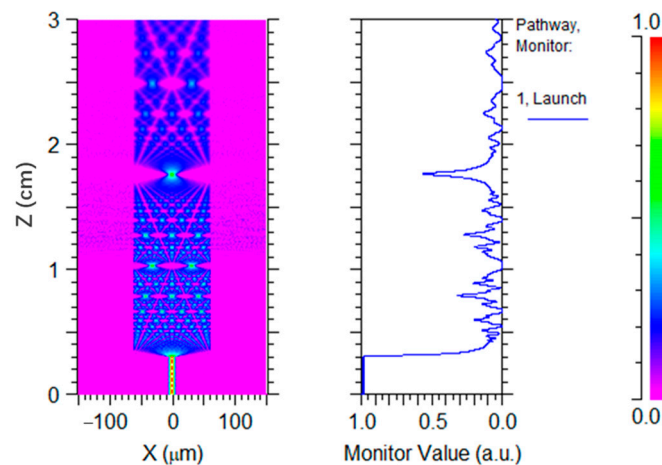 3
2
1
0
Z (cm)
−100
0
100
X (μm)
1.0
0.5
0.0
Monitor Value (a.u.)
Pathway,
Monitor:
1, Launch
1.0
0.0